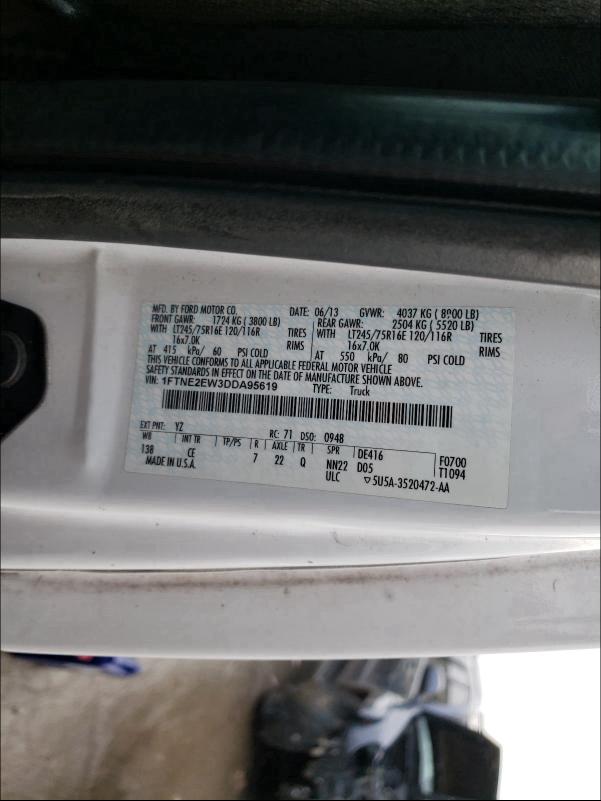 MFD. BY FORD MOTOR CO. DATE: 06/13 GVWR: 4037 KG ( 8900 LB)
FRONT GAWR: 1724 KG ( 3800 LB) REAR GAWR: 2504 KG ( 5520 LB)
WITH LT245/75R16E 120/116R TIRES WITH LT245/75R16E 120/116R TIRES
16x7.0K RIMS 16x7.0K RIMS
AT 415 kPa/ 60 PSI COLD AT 550 kPa/ 80 PSI COLD
THIS VEHICLE CONFORMS TO ALL APPLICABLE FEDERAL MOTOR VEHICLE
SAFETY STANDARDS IN EFFECT ON THE DATE OF MANUFACTURE SHOWN ABOVE.
VIN: 1FTNE2EW3DDA95619 TYPE: Truck
EXT PNT: YZ RC: 71 DSO: 0948
WB INT TR TP/PS R AXLE TR SPR DE416 F0700
138 CE 7 22 Q NN22 D05 T1094
MADE IN U.S.A. ULC ▽5U5A-3520472-AA